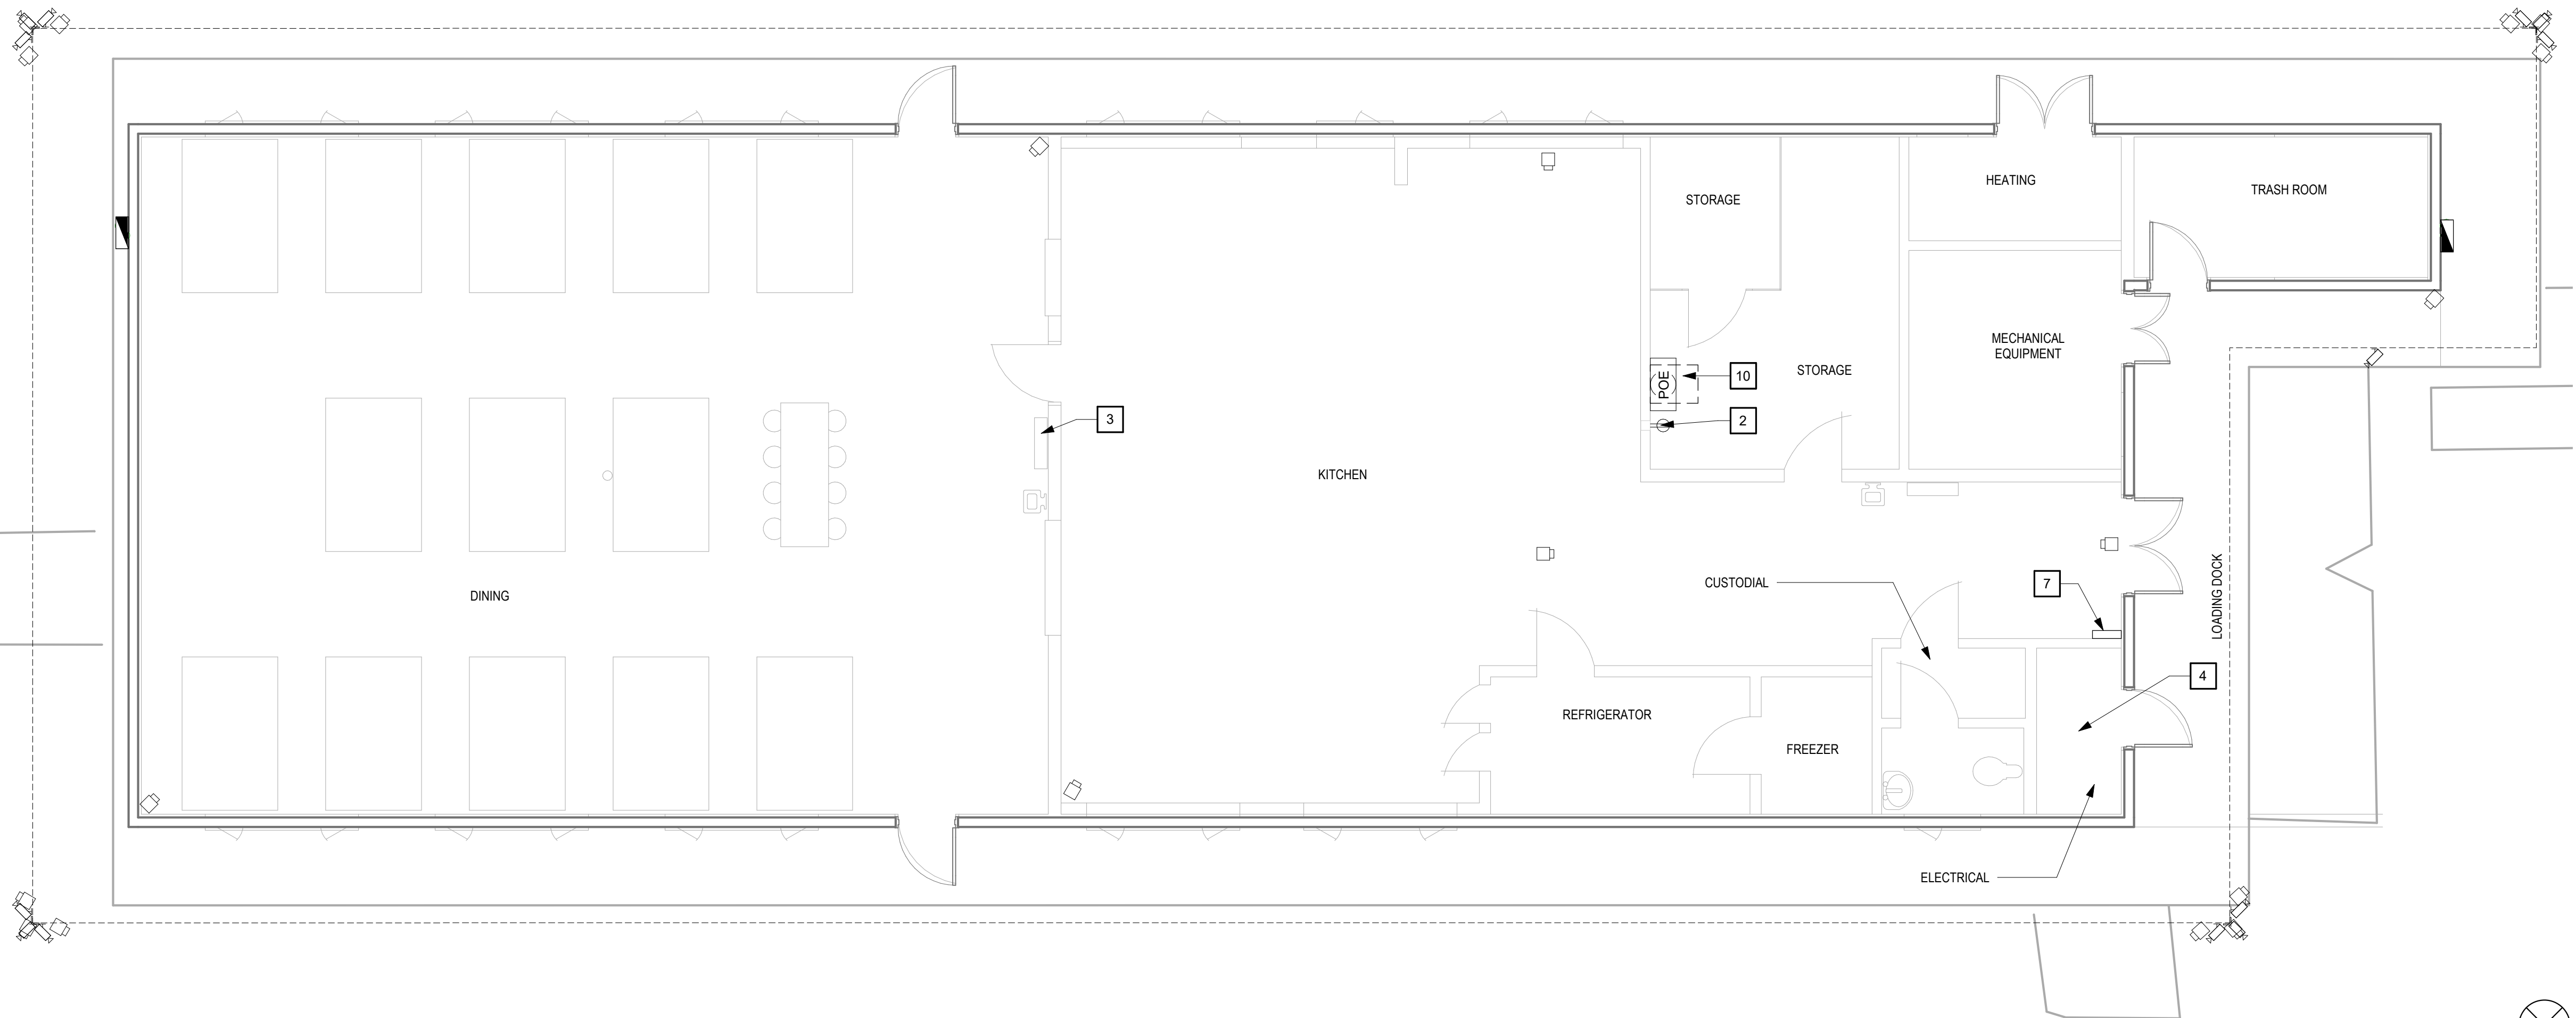 HEATING
TRASH ROOM
STORAGE
MECHANICAL
EQUIPMENT
STORAGE
POE
10
2
3
KITCHEN
LOADING DOCK
CUSTODIAL
7
DINING
4
REFRIGERATOR
FREEZER
ELECTRICAL